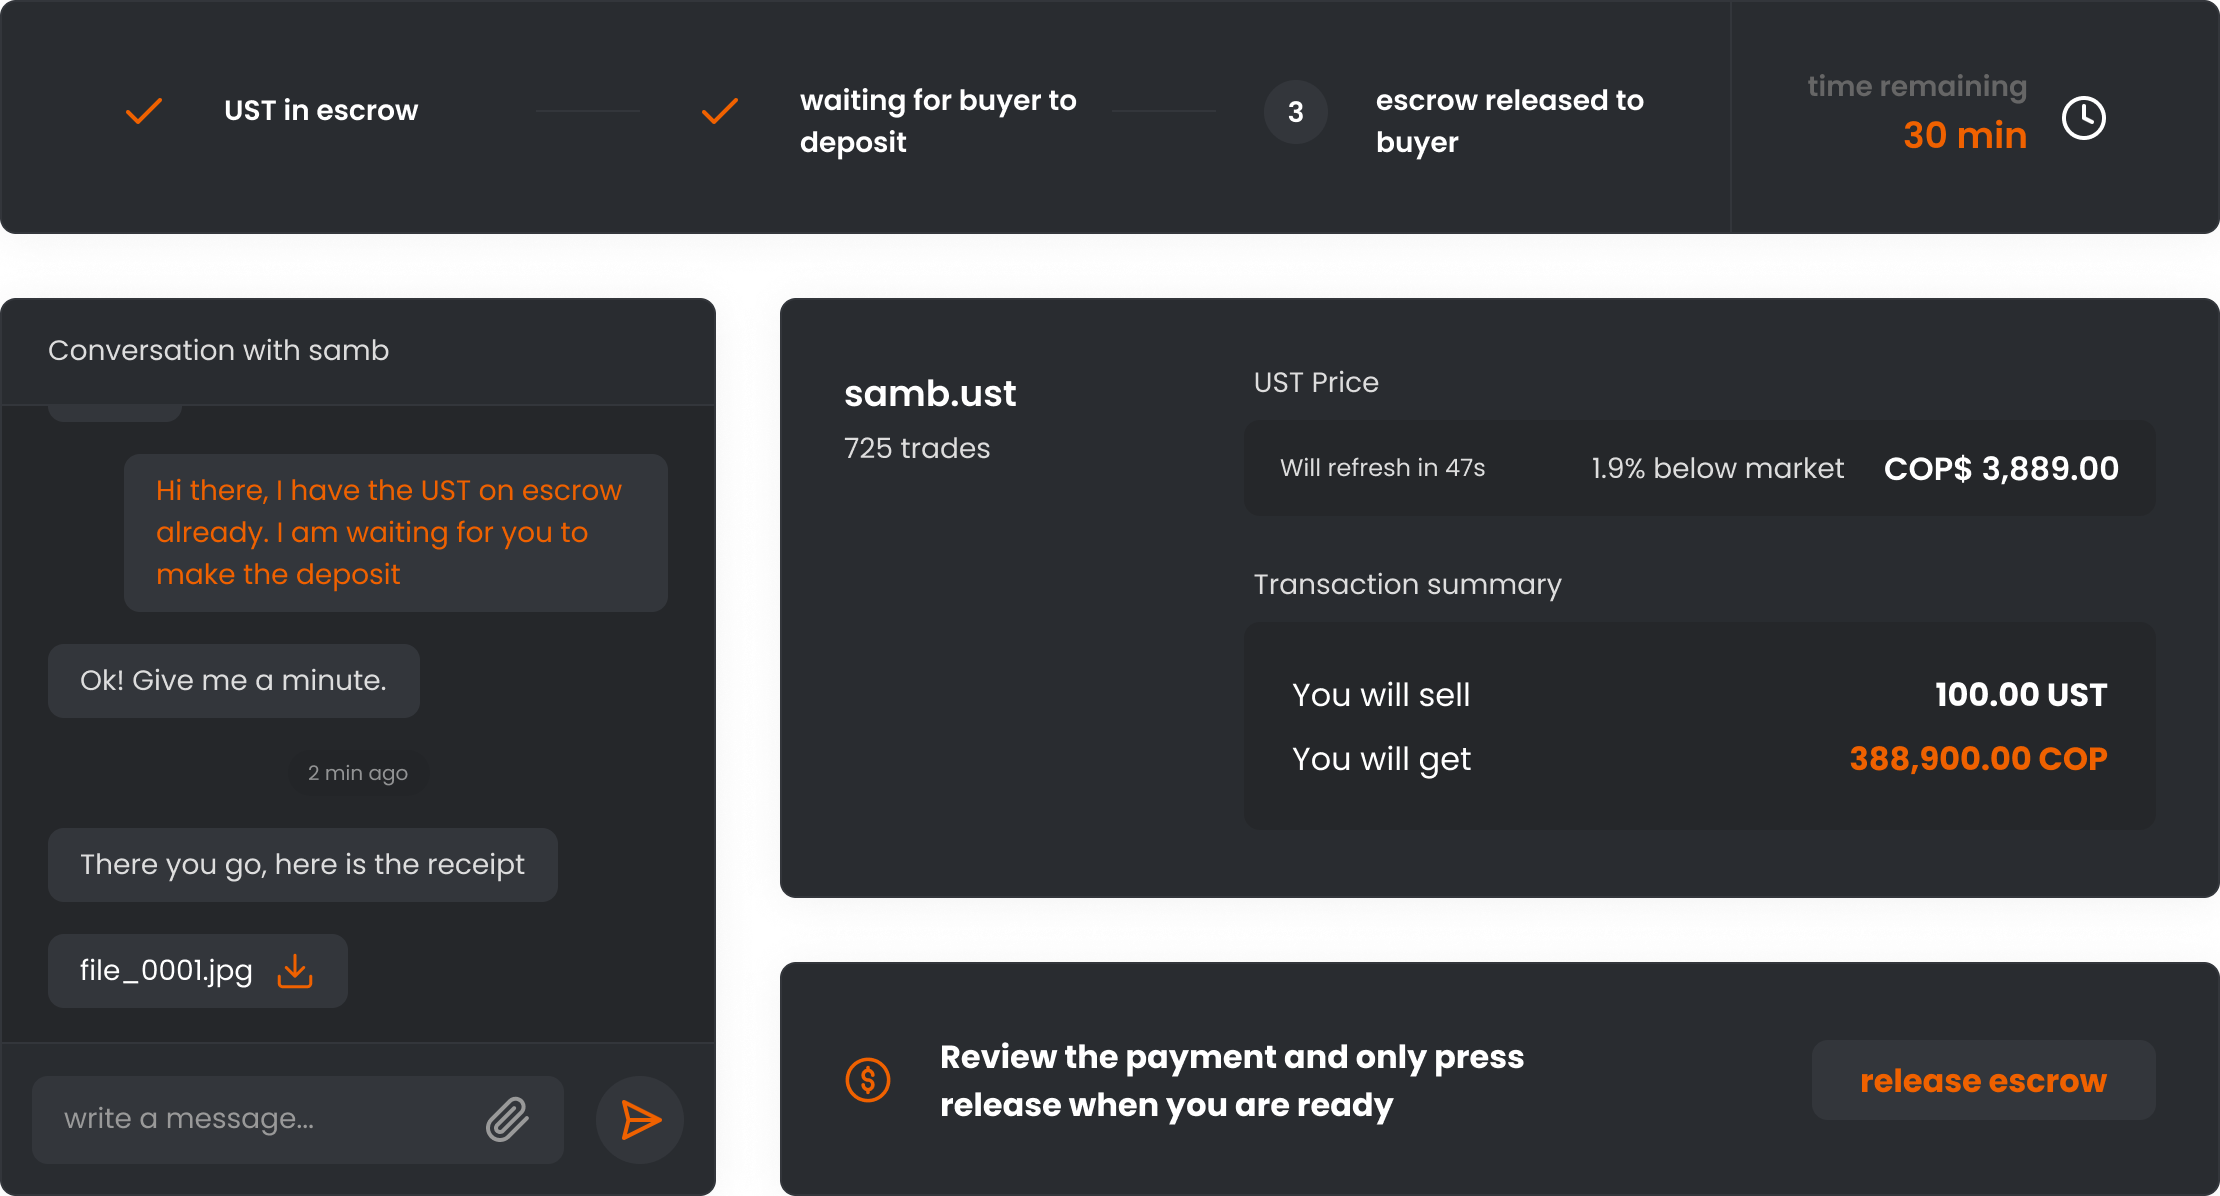 UST in escrow
waiting for buyer to
deposit
3
escrow released to
buyer
time remaining
30 min
Conversation with samb
Hi there, I have the UST on escrow
already. I am waiting for you to
make the deposit
Ok! Give me a minute.
2 min ago
There you go, here is the receipt
file_0001.jpg
write a message...
samb.ust
725 trades
UST Price
Will refresh in 47s
1.9% below market
COP$ 3,889.00
Transaction summary
You will sell
100.00 UST
You will get
388,900.00 COP
$
Review the payment and only press
release when you are ready
release escrow